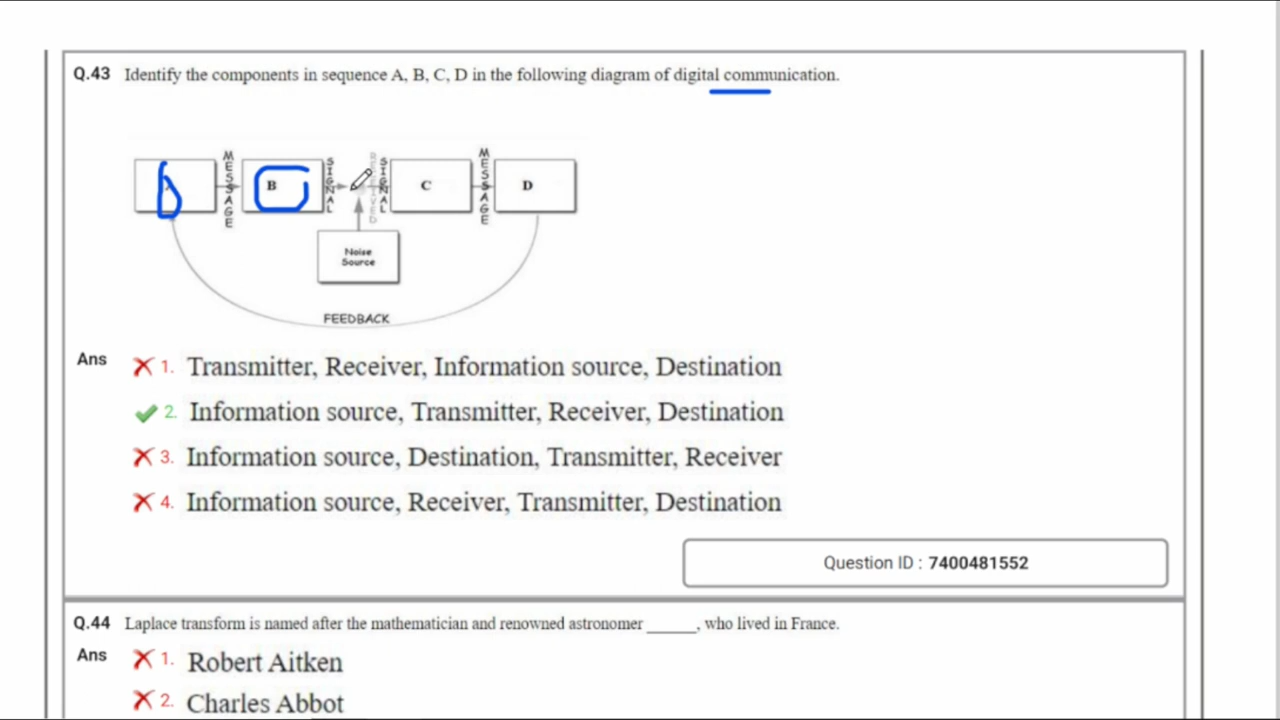 Q.43 Identify the components in sequence A, B, C, D in the following diagram of digital communication.
MESSAGE
B
SIGNAL
SIGNAL
C
MESSAGE
D
Noise
Source
FEEDBACK
Ans
1. Transmitter, Receiver, Information source, Destination
2. Information source, Transmitter, Receiver, Destination
3. Information source, Destination, Transmitter, Receiver
4. Information source, Receiver, Transmitter, Destination
Question ID : 7400481552
Q.44 Laplace transform is named after the mathematician and renowned astronomer ______, who lived in France.
Ans
1. Robert Aitken
2. Charles Abbot